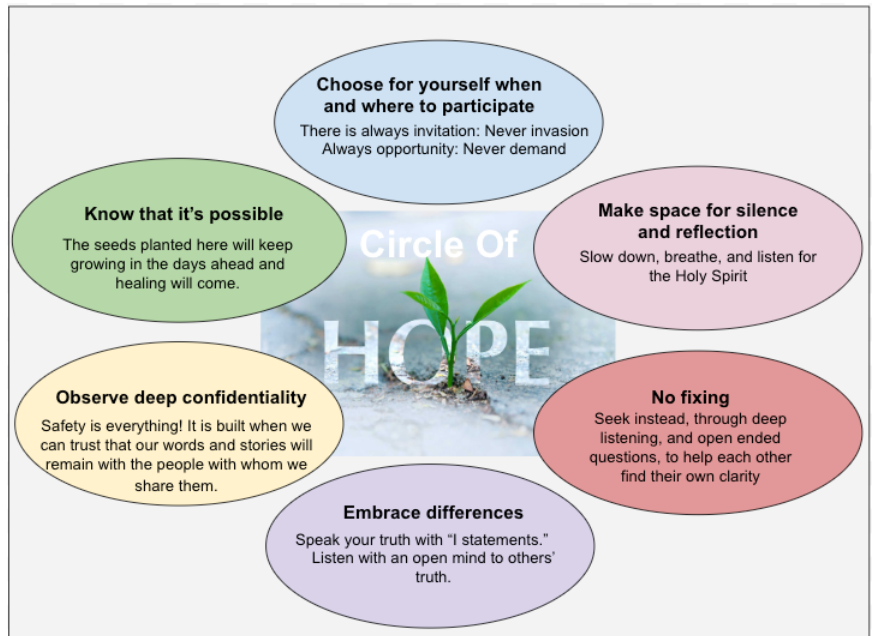 Choose for yourself when
and where to participate
There is always invitation: Never invasion
Always opportunity: Never demand
Know that it’s possible
The seeds planted here will keep
growing in the days ahead and
healing will come.
Make space for silence
and reflection
Slow down, breathe, and listen for
the Holy Spirit
Circle Of
HOPE
Observe deep confidentiality
Safety is everything! It is built when we
can trust that our words and stories will
remain with the people with whom we
share them.
No fixing
Seek instead, through deep
listening, and open ended
questions, to help each other
find their own clarity
Embrace differences
Speak your truth with “I statements.”
Listen with an open mind to others’
truth.